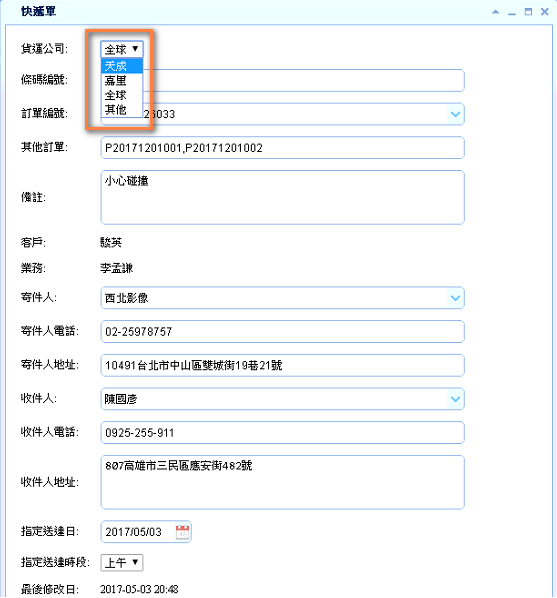 快遞單
貨運公司: 全球
天成
嘉里
全球
其他
條碼編號:
訂單編號: 26033
其他訂單: P20171201001,P20171201002
備註: 小心碰撞
客戶: 駿英
業務: 李孟謙
寄件人: 西北影像
寄件人電話: 02-25978757
寄件人地址: 10491台北市中山區雙城街19巷21號
收件人: 陳國彥
收件人電話: 0925-255-911
收件人地址: 807高雄市三民區應安街482號
指定送達日: 2017/05/03
指定送達時段: 上午
最後修改日: 2017-05-03 20:48